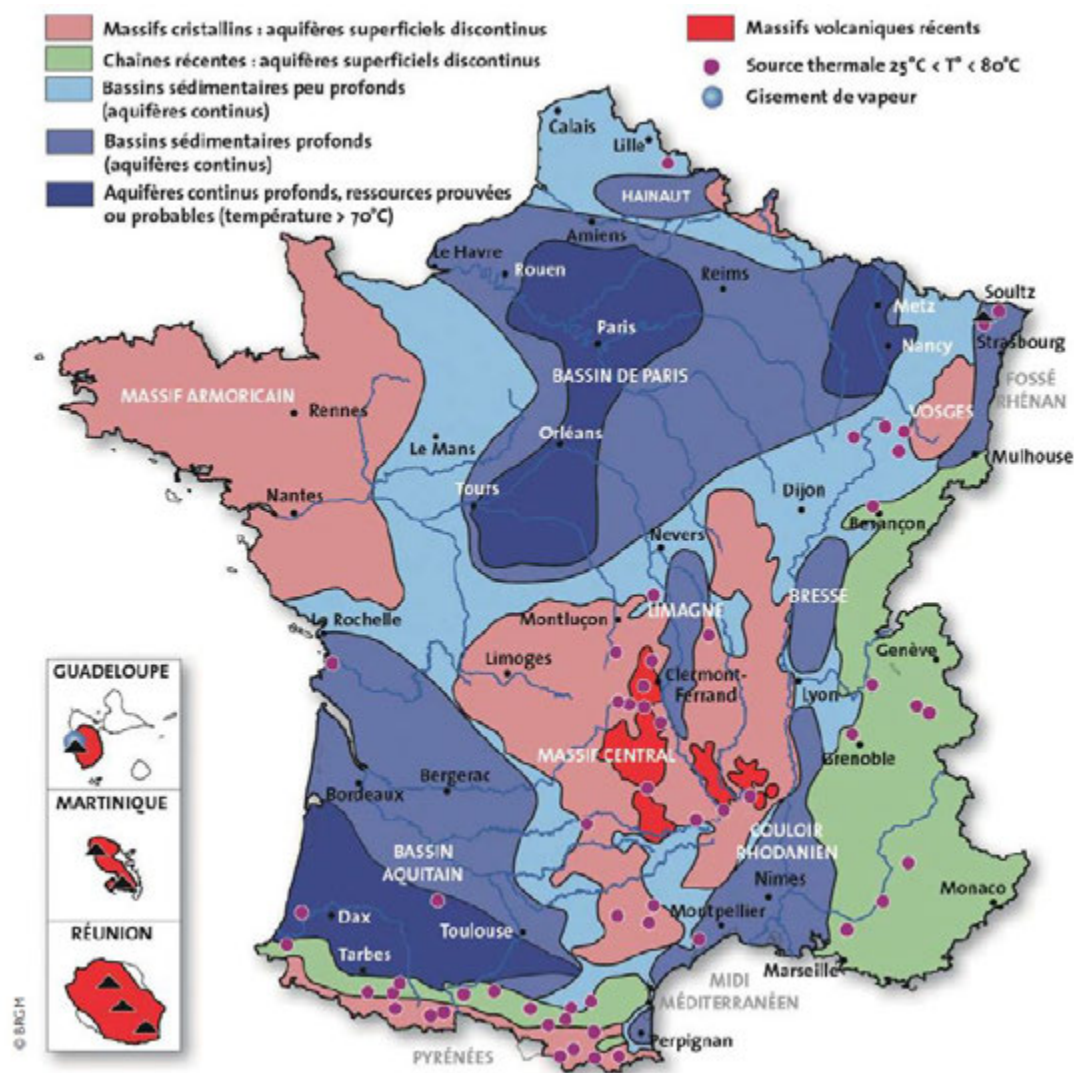 Massifs cristallins : aquifères superficiels discontinus
Chaines récentes : aquifères superficiels discontinus
Bassins sédimentaires peu profonds
(aquifères continus)
Bassins sédimentaires profonds
(aquifères continus)
Aquifères continus profonds, ressources prouvées
ou probables (température > 70°C)
Massifs volcaniques récents
Source thermale 25°C < T° < 80°C
Gisement de vapeur
Calais
Lille
HAINAUT
Amiens
Le Havre
Rouen
Reims
Metz
Soultz
Paris
Nancy
Strasbourg
BASSIN DE PARIS
FOSSÉ
RHÉNAN
MASSIF ARMORICAIN
Rennes
VOSGES
Le Mans
Orléans
Mulhouse
Nantes
Tours
Dijon
Besançon
Nevers
BRESSE
La Rochelle
Montluçon
LIMAGNE
Limoges
Genève
Clermont-
Ferrand
Lyon
GUADELOUPE
MASSIF CENTRAL
Grenoble
Bergerac
Bordeaux
MARTINIQUE
COULOIR
RHODANIEN
BASSIN
AQUITAIN
Nîmes
Monaco
Dax
Montpellier
RÉUNION
Toulouse
Tarbes
Marseille
MIDI
MÉDITERRANÉEN
Perpignan
PYRÉNÉES
© BRGM